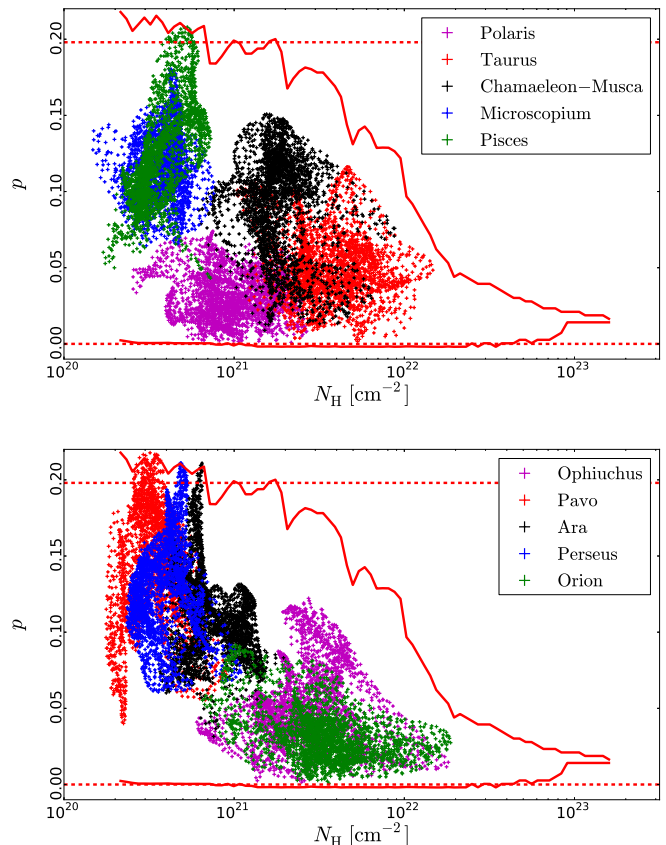 0.20
0.15
0.10
0.05
0.00
p
Polaris
Taurus
Chamaeleon−Musca
Microscopium
Pisces
10^20
10^21
10^22
10^23
N_H [cm^−2]
0.20
0.15
0.10
0.05
0.00
p
Ophiuchus
Pavo
Ara
Perseus
Orion
10^20
10^21
10^22
10^23
N_H [cm^−2]